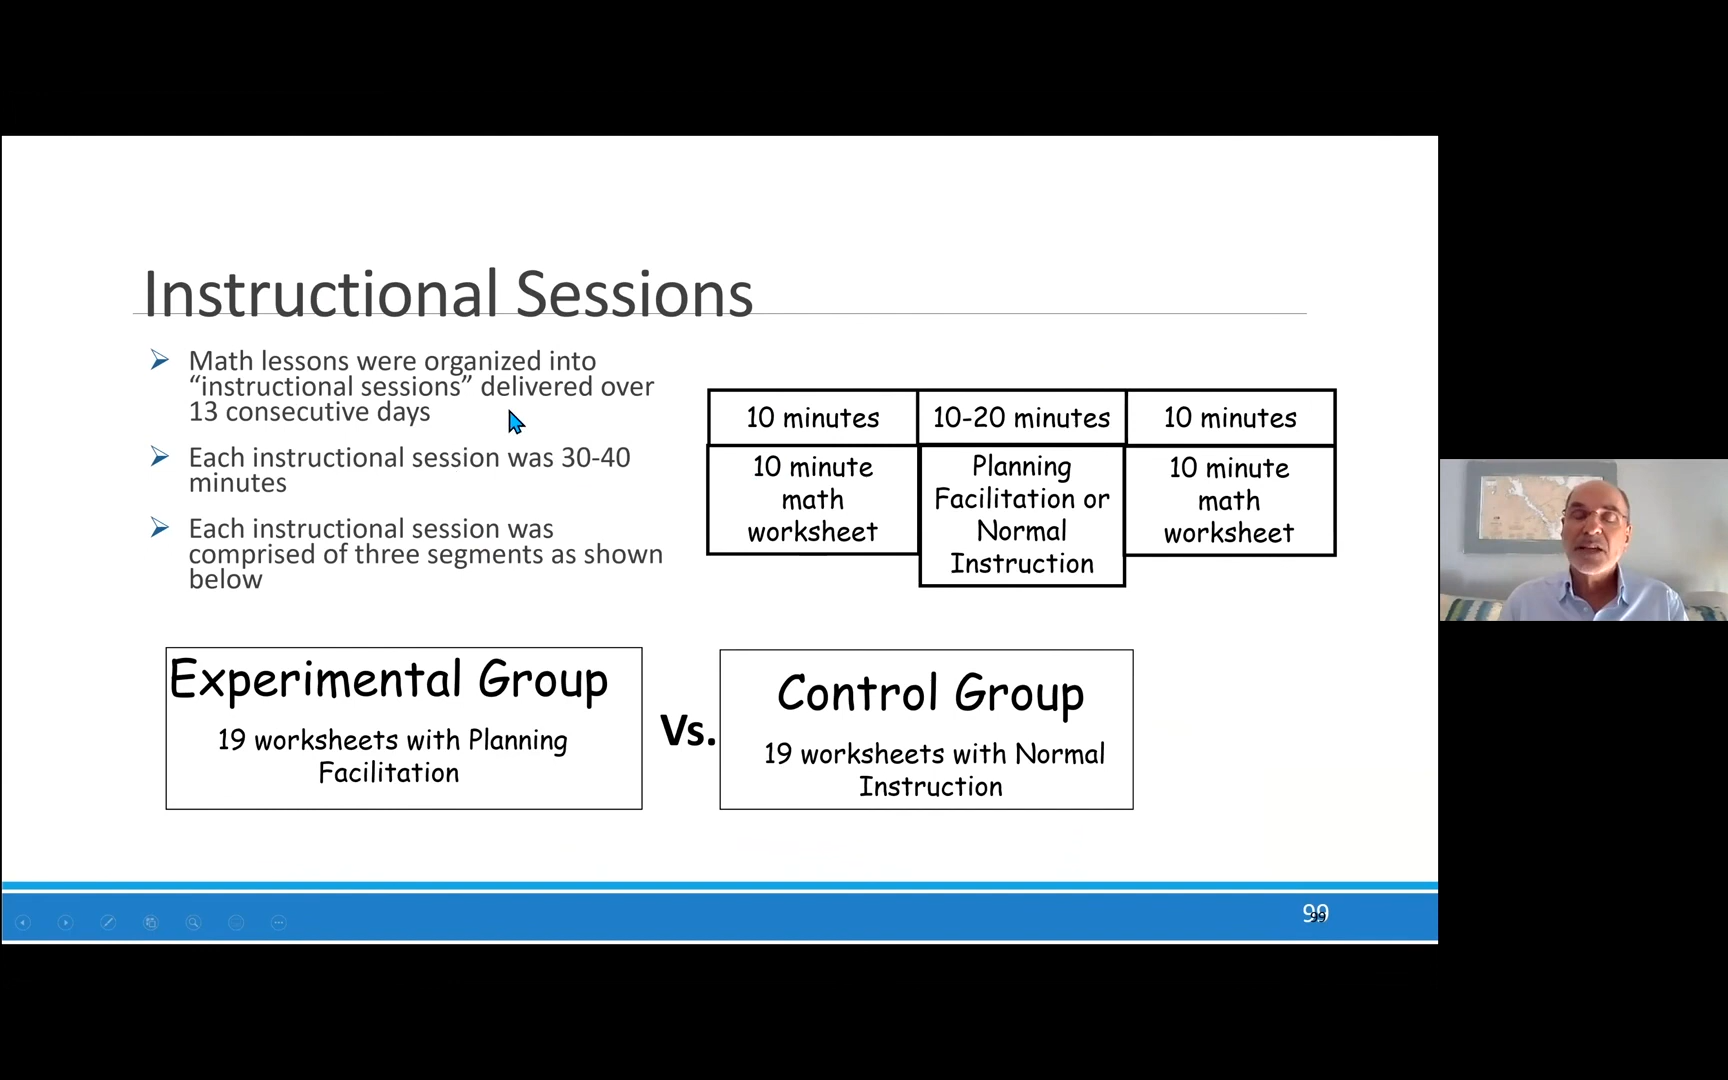 Instructional Sessions
Math lessons were organized into
“instructional sessions” delivered over
13 consecutive days
Each instructional session was 30-40
minutes
Each instructional session was
comprised of three segments as shown
below
10 minutes
10-20 minutes
10 minutes
10 minute
math
worksheet
Planning
Facilitation or
Normal
Instruction
10 minute
math
worksheet
Experimental Group
19 worksheets with Planning
Facilitation
Vs.
Control Group
19 worksheets with Normal
Instruction
99
99